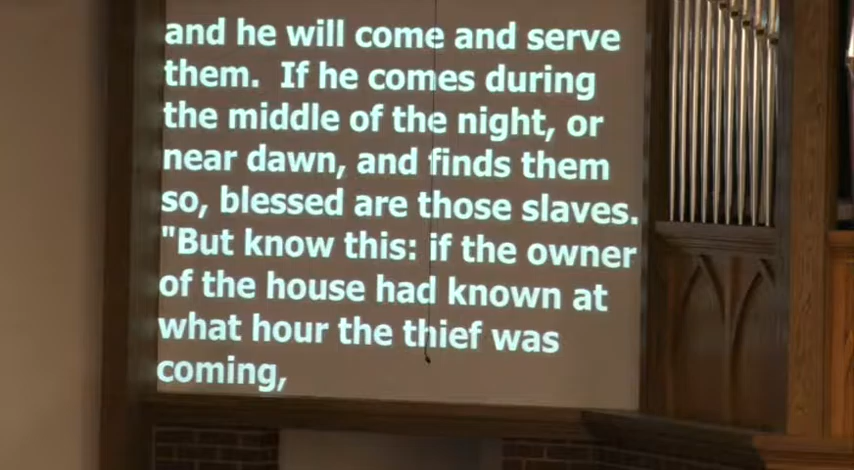 and he will come and serve
them.  If he comes during
the middle of the night, or
near dawn, and finds them
so, blessed are those slaves.
"But know this: if the owner
of the house had known at
what hour the thief was
coming,